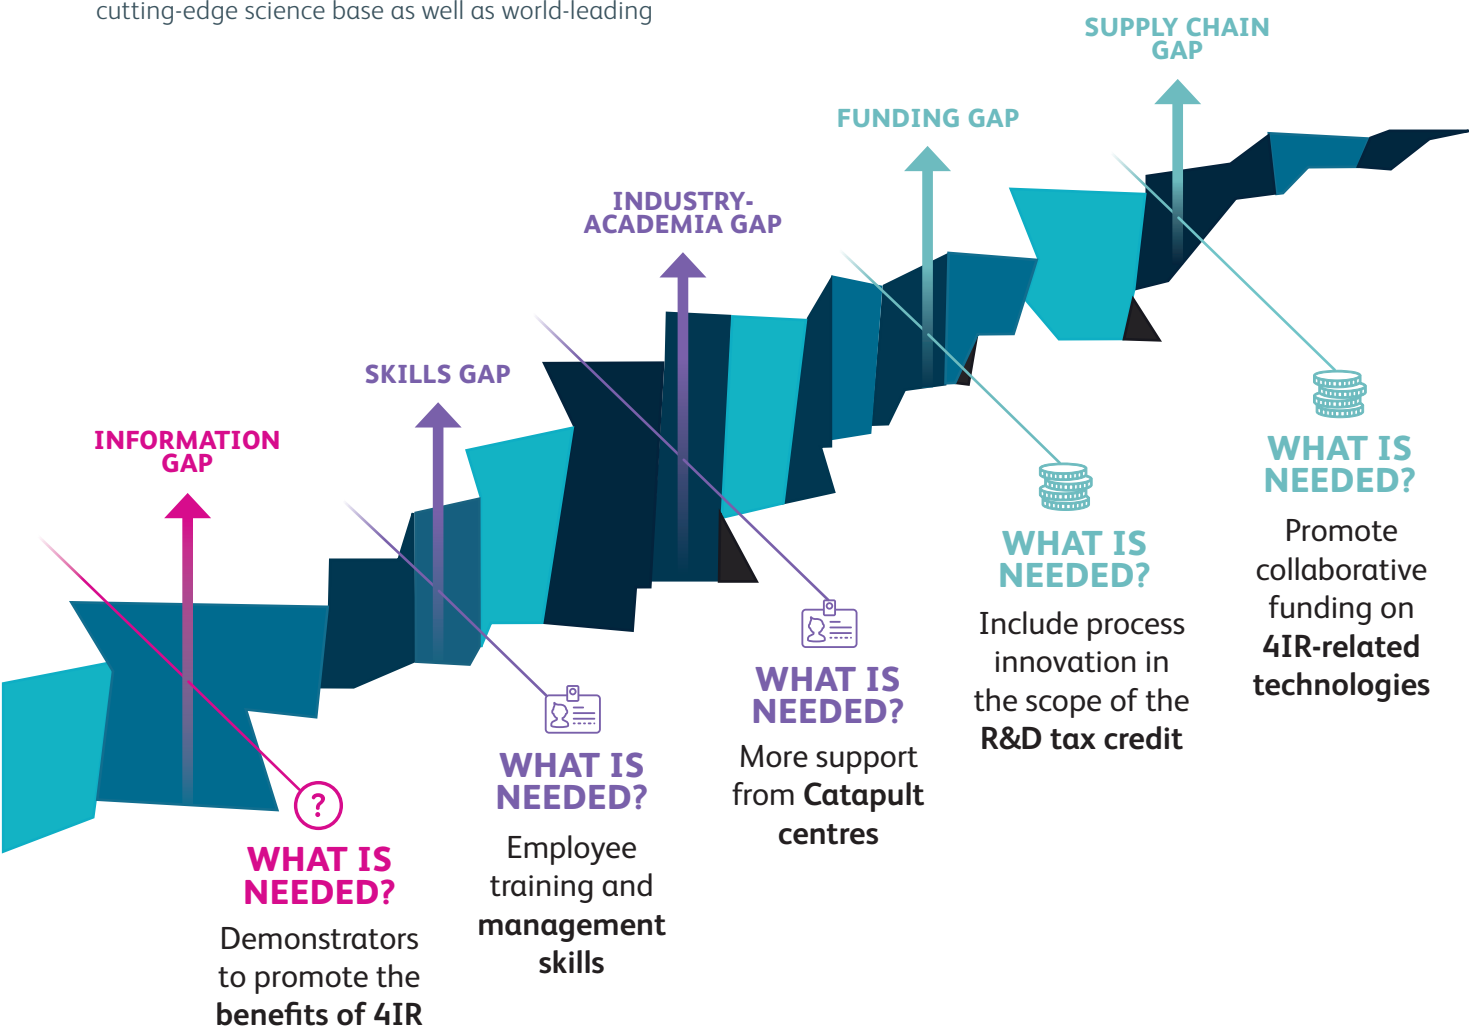 cutting-edge science base as well as world-leading
SUPPLY CHAIN
GAP
FUNDING GAP
INDUSTRY-
ACADEMIA GAP
SKILLS GAP
INFORMATION
GAP
?
WHAT IS
NEEDED?
Demonstrators
to promote the
benefits of 4IR
WHAT IS
NEEDED?
Employee
training and
management
skills
WHAT IS
NEEDED?
More support
from Catapult
centres
WHAT IS
NEEDED?
Include process
innovation in
the scope of the
R&D tax credit
WHAT IS
NEEDED?
Promote
collaborative
funding on
4IR-related
technologies